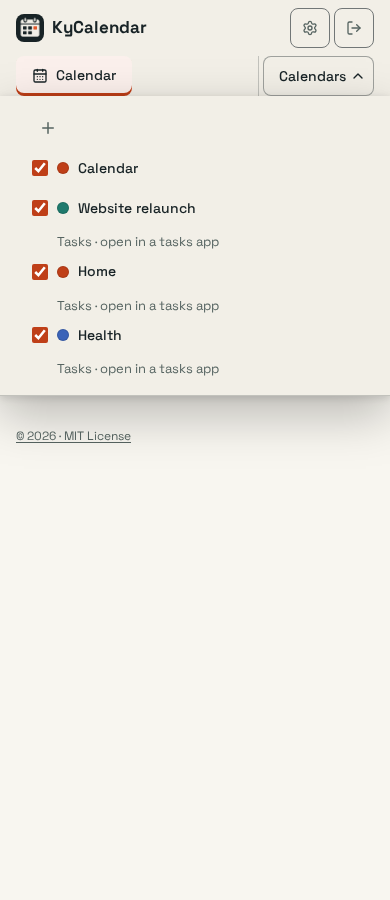 KyCalendar
Calendar
Calendars
Calendar
Website relaunch
Tasks · open in a tasks app
Home
Tasks · open in a tasks app
Health
Tasks · open in a tasks app
© 2026 · MIT License